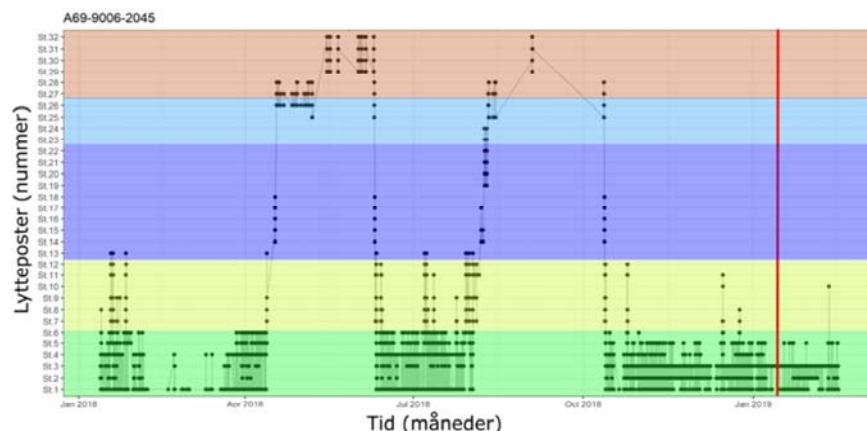 A69-9006-2045
Lytteposter (nummer)
St.32
St.31
St.30
St.29
St.28
St.27
St.26
St.25
St.24
St.23
St.22
St.21
St.20
St.19
St.18
St.17
St.16
St.15
St.14
St.13
St.12
St.11
St.10
St.9
St.8
St.7
St.6
St.5
St.4
St.3
St.2
St.1
Jan 2018
Apr 2018
Jul 2018
Oct 2018
Jan 2019
Tid (måneder)